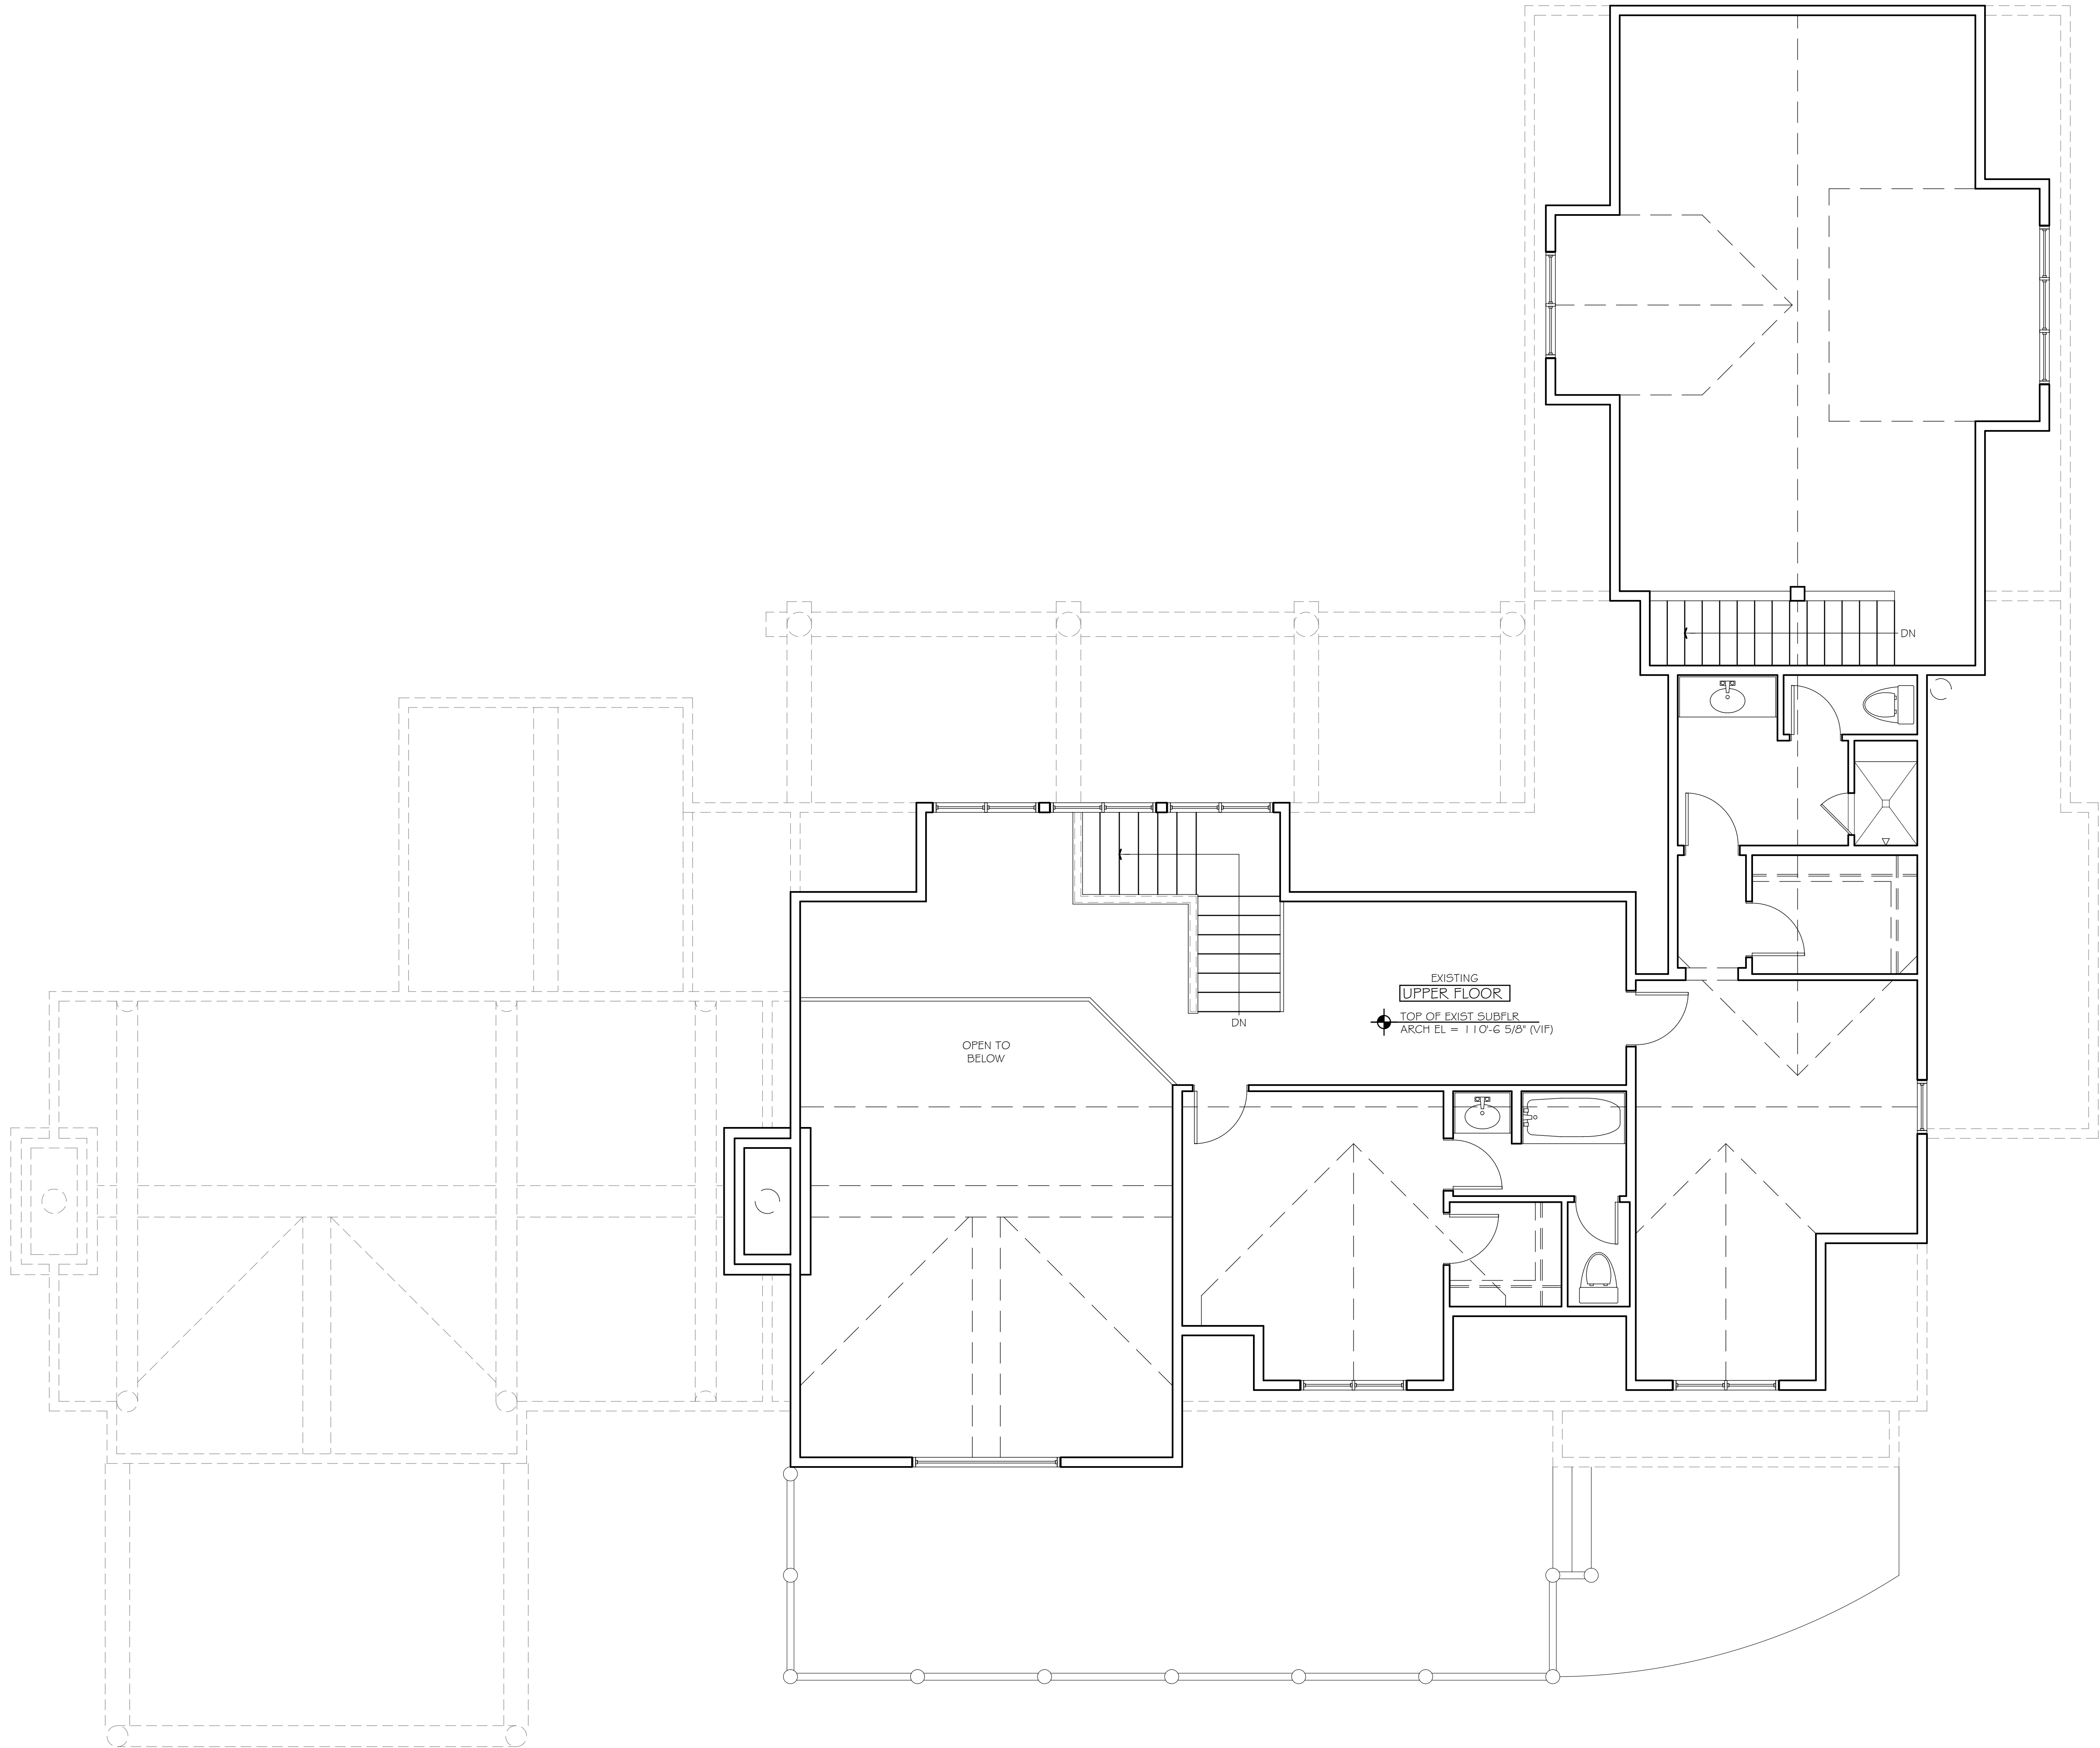 DN
EXISTING
UPPER FLOOR
TOP OF EXIST SUBFLR
ARCH EL = 110'-6 5/8" (VIF)
DN
OPEN TO
BELOW